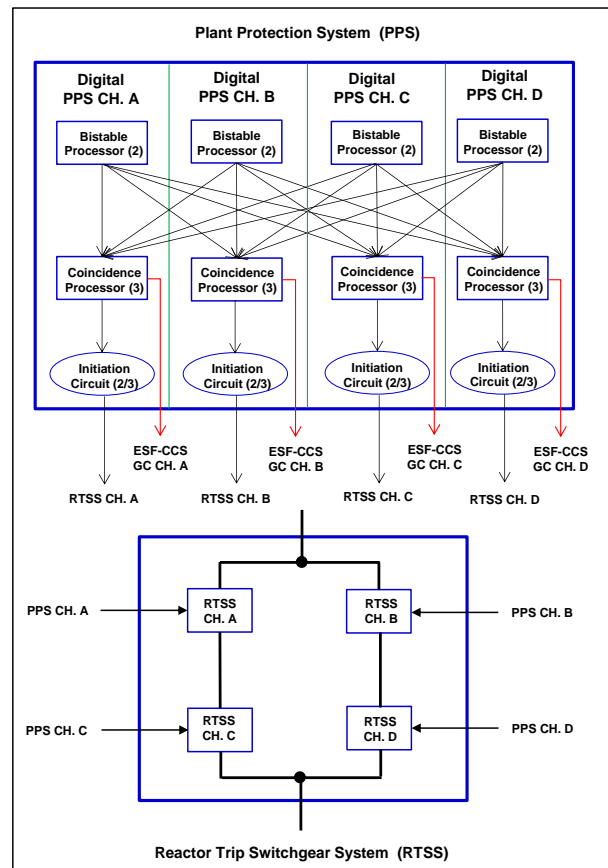 Plant Protection System (PPS)
Digital
PPS CH. A
Digital
PPS CH. B
Digital
PPS CH. C
Digital
PPS CH. D
Bistable
Processor (2)
Bistable
Processor (2)
Bistable
Processor (2)
Bistable
Processor (2)
Coincidence
Processor (3)
Coincidence
Processor (3)
Coincidence
Processor (3)
Coincidence
Processor (3)
Initiation
Circuit (2/3)
Initiation
Circuit (2/3)
Initiation
Circuit (2/3)
Initiation
Circuit (2/3)
ESF-CCS
GC CH. A
ESF-CCS
GC CH. B
ESF-CCS
GC CH. C
ESF-CCS
GC CH. D
RTSS CH. A
RTSS CH. B
RTSS CH. C
RTSS CH. D
PPS CH. A
RTSS
CH. A
RTSS
CH. B
PPS CH. B
PPS CH. C
RTSS
CH. C
RTSS
CH. D
PPS CH. D
Reactor Trip Switchgear System (RTSS)